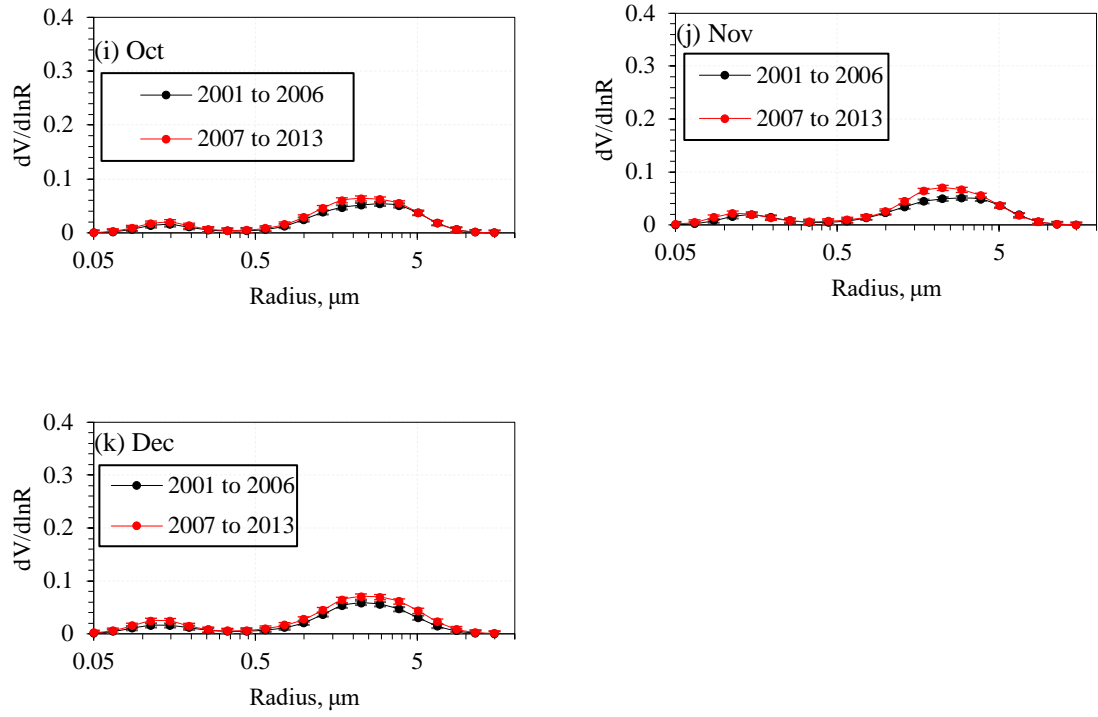 (i) Oct
2001 to 2006
2007 to 2013
dV/dlnR
0.4
0.3
0.2
0.1
0
0.05
0.5
5
Radius, μm
(j) Nov
2001 to 2006
2007 to 2013
dV/dlnR
0.4
0.3
0.2
0.1
0
0.05
0.5
5
Radius, μm
(k) Dec
2001 to 2006
2007 to 2013
dV/dlnR
0.4
0.3
0.2
0.1
0
0.05
0.5
5
Radius, μm